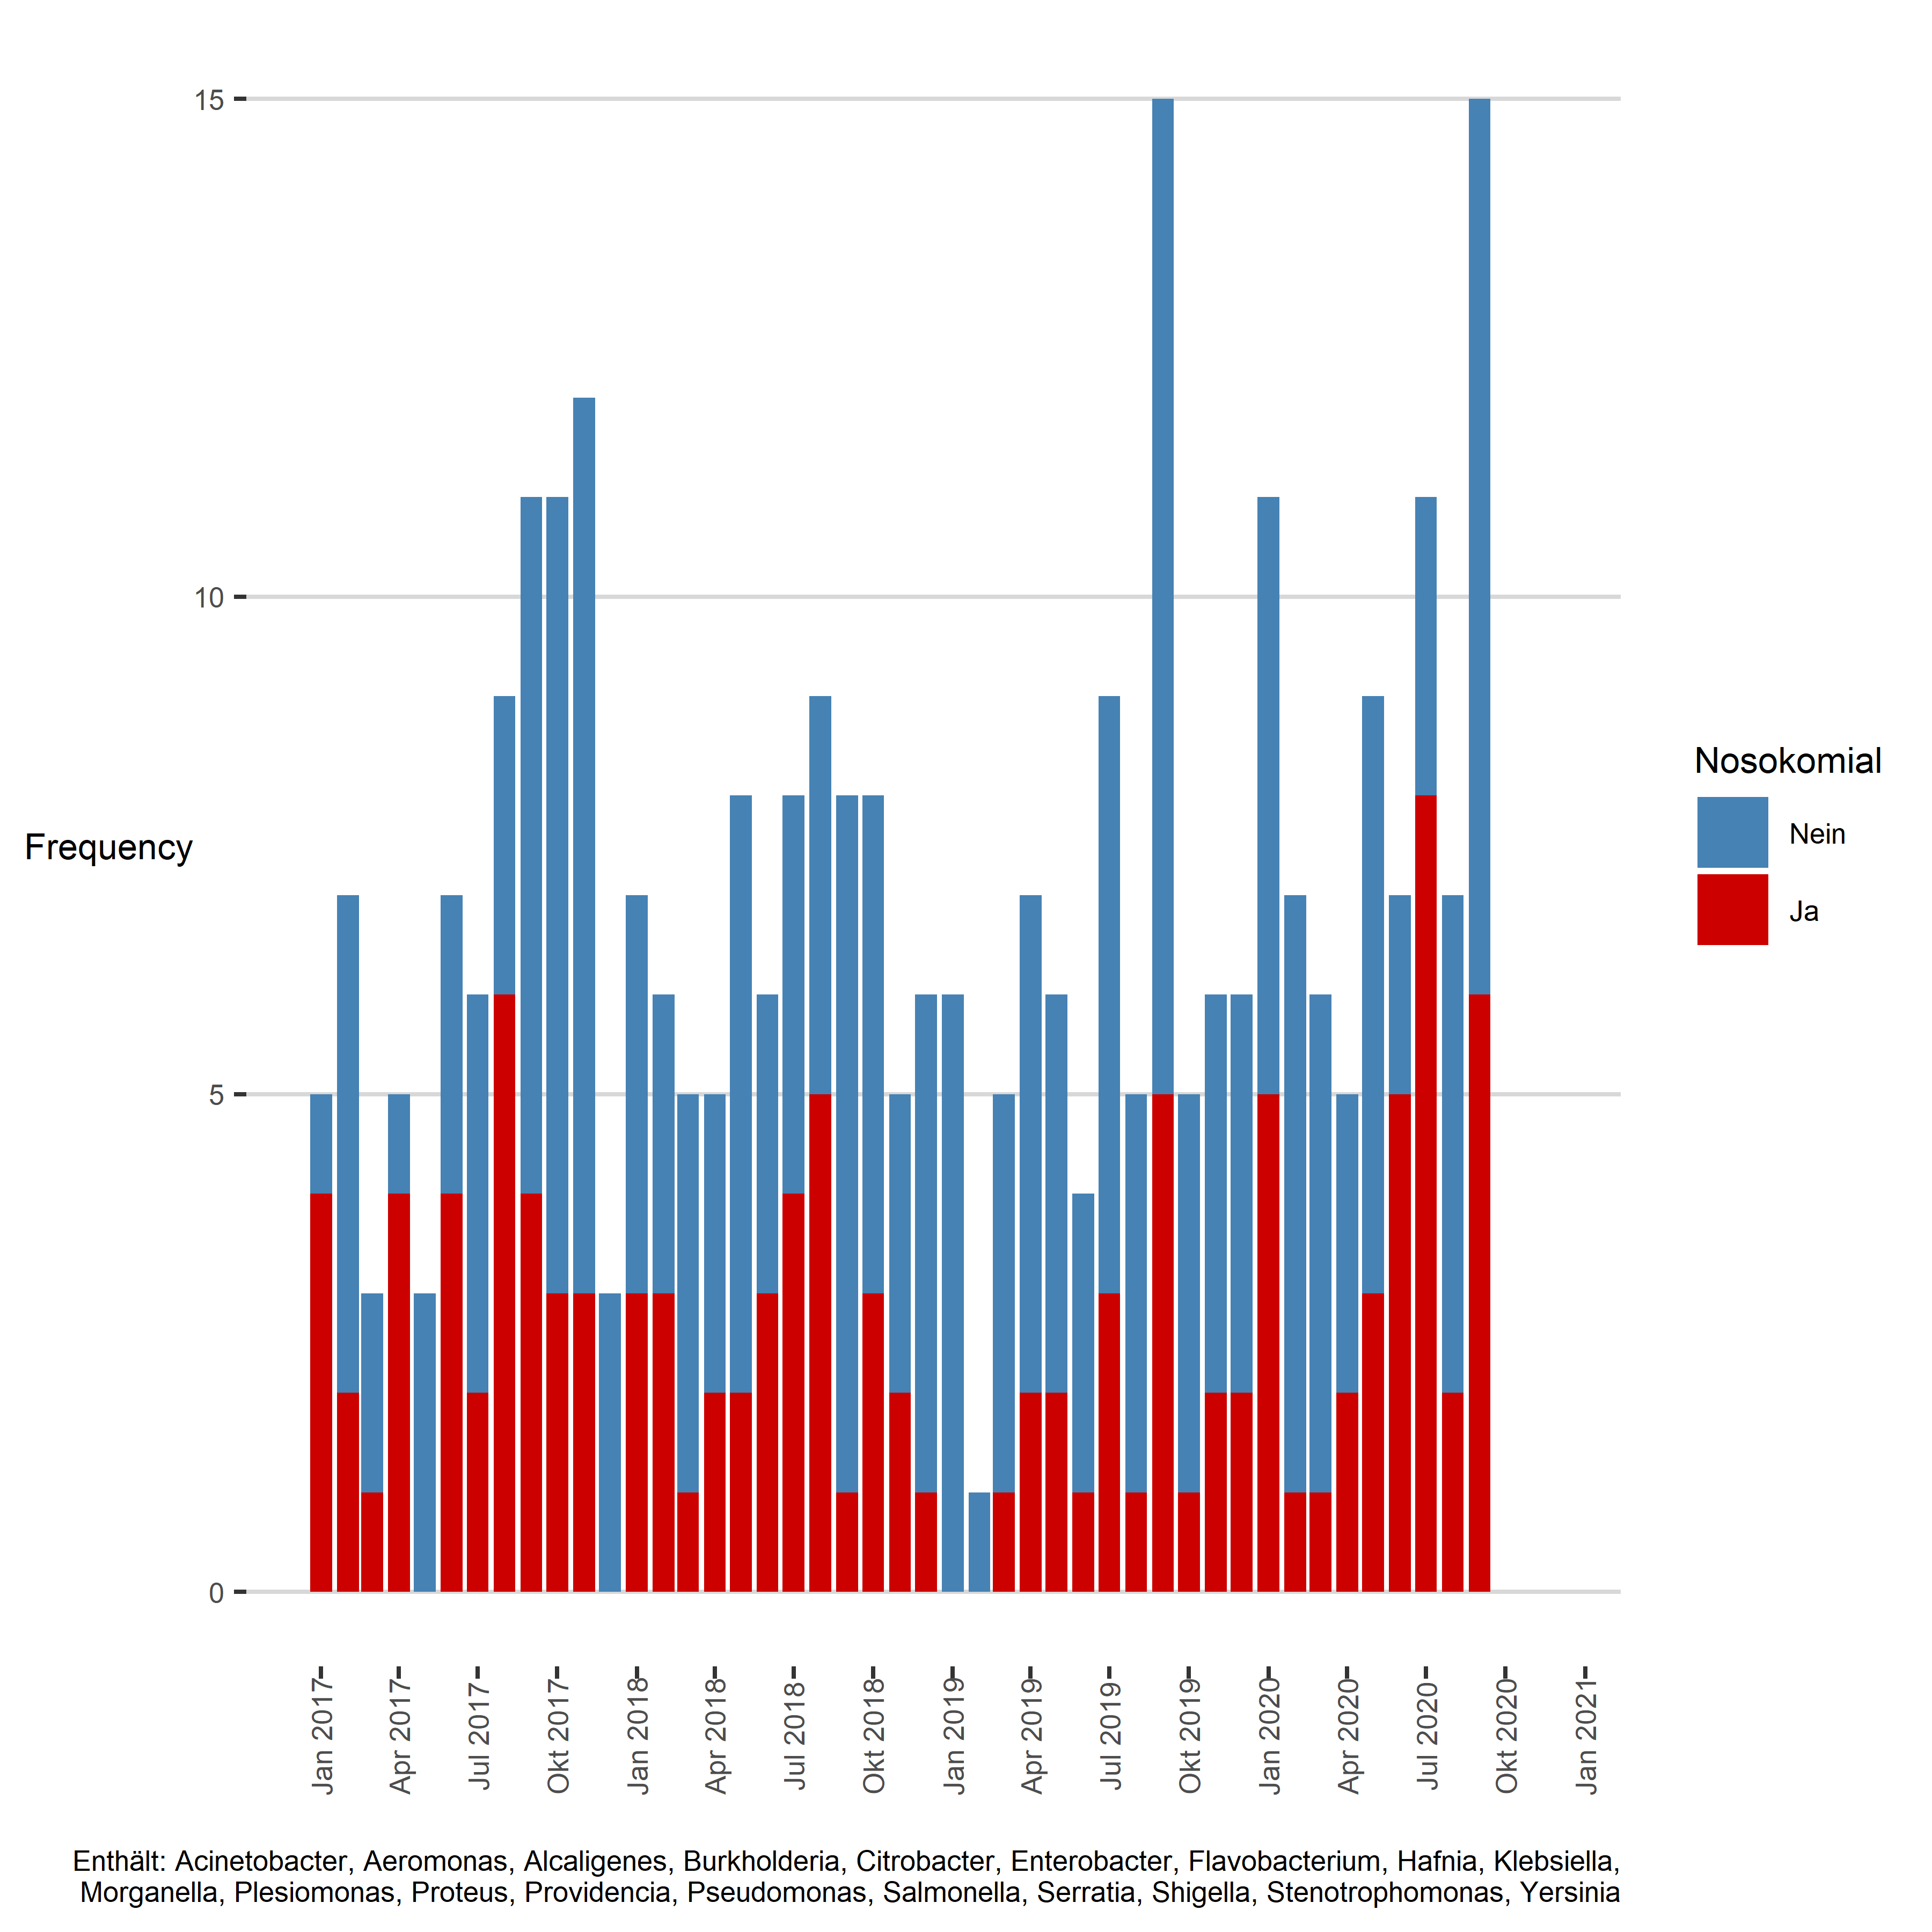 15
10
5
0
Frequency
Nosokomial
Nein
Ja
Jan 2017
Apr 2017
Jul 2017
Okt 2017
Jan 2018
Apr 2018
Jul 2018
Okt 2018
Jan 2019
Apr 2019
Jul 2019
Okt 2019
Jan 2020
Apr 2020
Jul 2020
Okt 2020
Jan 2021
Enthält: Acinetobacter, Aeromonas, Alcaligenes, Burkholderia, Citrobacter, Enterobacter, Flavobacterium, Hafnia, Klebsiella,
Morganella, Plesiomonas, Proteus, Providencia, Pseudomonas, Salmonella, Serratia, Shigella, Stenotrophomonas, Yersinia